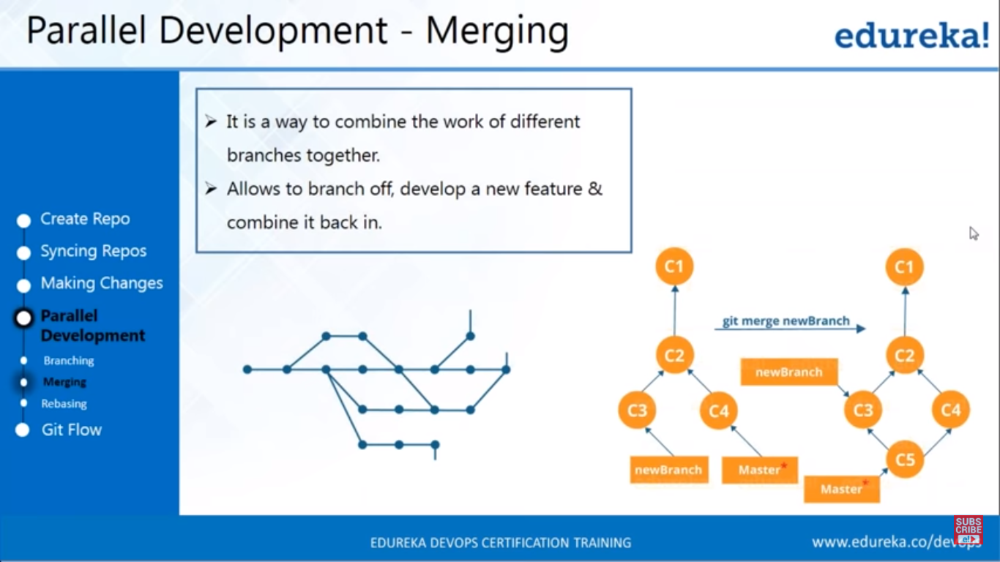 Parallel Development - Merging
edureka!
➢ It is a way to combine the work of different
branches together.
➢ Allows to branch off, develop a new feature &
combine it back in.
Create Repo
Syncing Repos
Making Changes
Parallel
Development
Branching
Merging
Rebasing
Git Flow
C1
C2
C3
C4
newBranch
Master*
git merge newBranch
C1
C2
newBranch
C3
C4
C5
Master*
EDUREKA DEVOPS CERTIFICATION TRAINING
www.edureka.co/devops
SUBS
CRIBE
e!